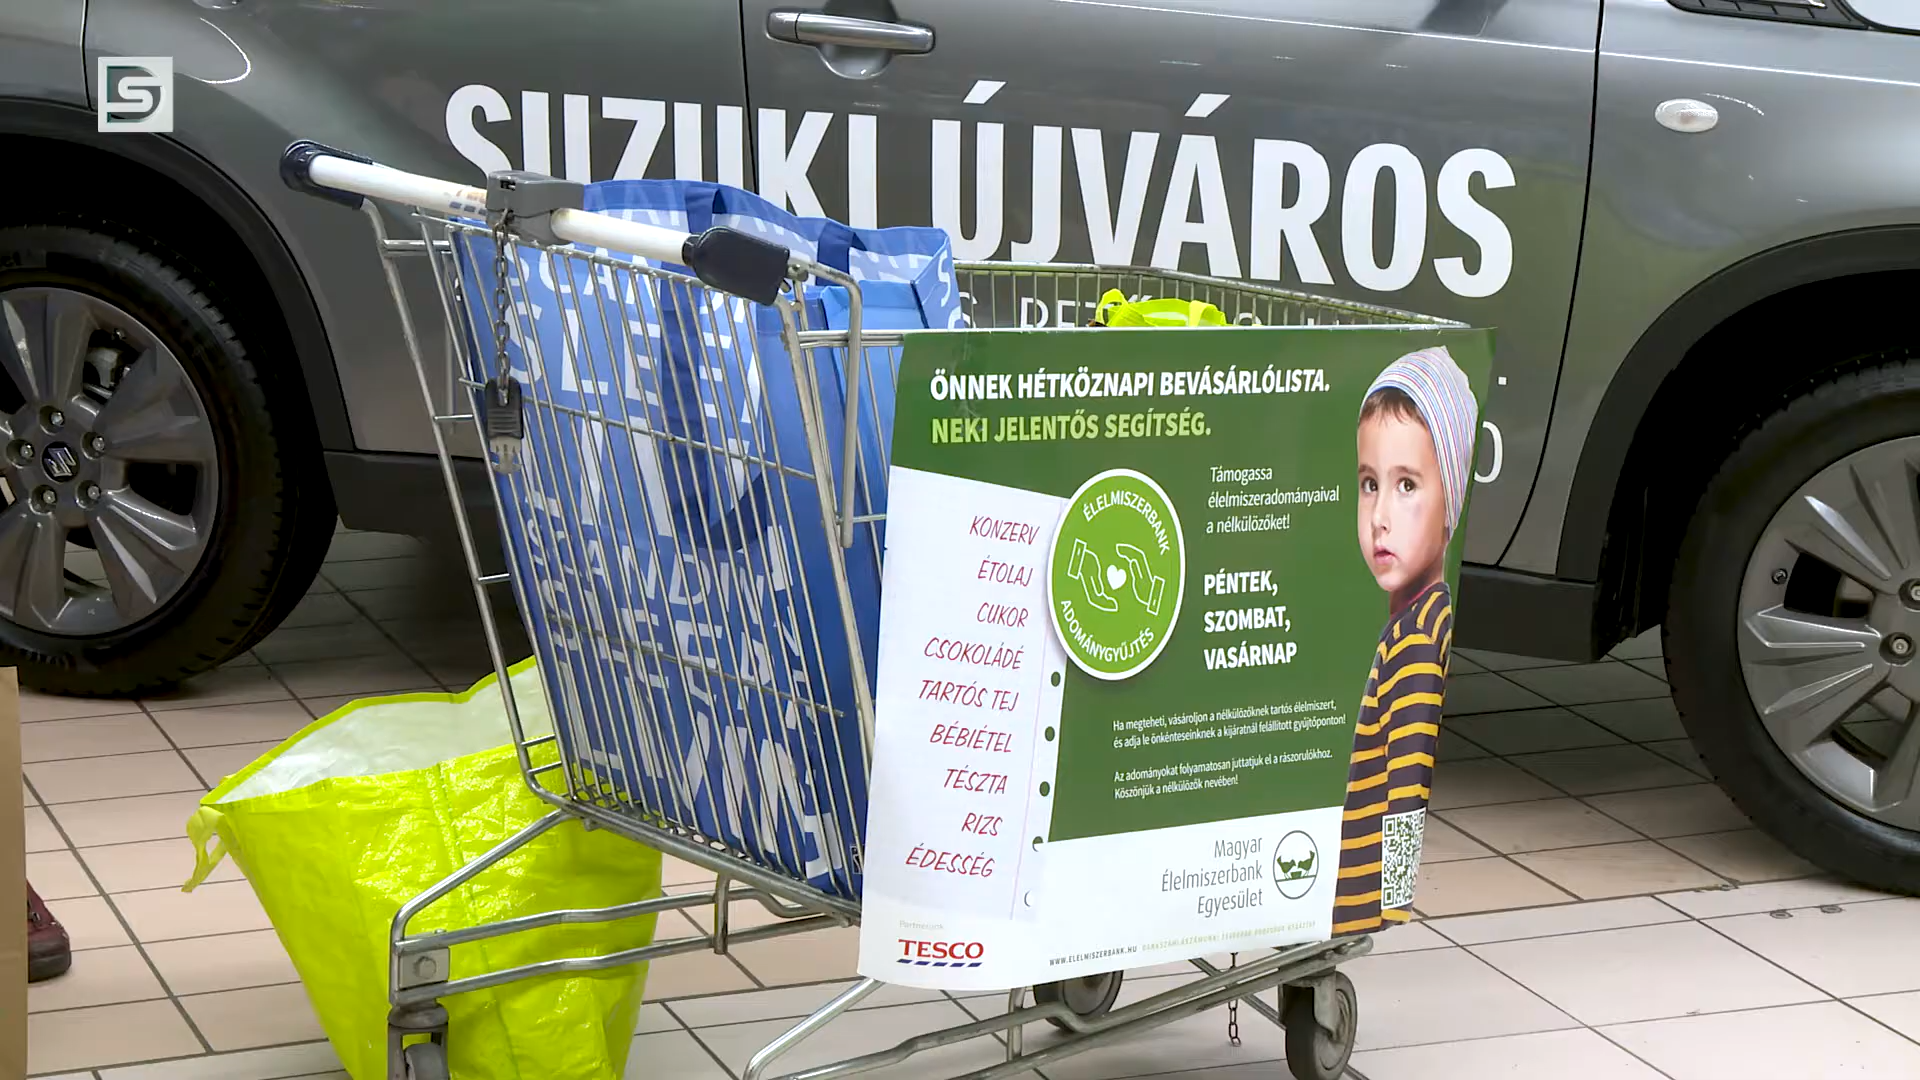 SUZUKI ÚJVÁROS
ÖNNEK HÉTKÖZNAPI BEVÁSÁRLÓLISTA.
NEKI JELENTŐS SEGÍTSÉG.
Támogassa
élelmiszeradományaival
a nélkülözőket!
ÉLELMISZERBANK
ADOMÁNYGYŰJTÉS
PÉNTEK,
SZOMBAT,
VASÁRNAP
KONZERV
ÉTOLAJ
CUKOR
CSOKOLÁDÉ
TARTÓS TEJ
BÉBIÉTEL
TÉSZTA
RIZS
ÉDESSÉG
Ha megteheti, vásároljon a nélkülözőknek tartós élelmiszert,
és adja le önkénteseinknek a kijáratnál felállított gyűjtőponton!
Az adományokat folyamatosan juttatjuk el a rászorulókhoz.
Köszönjük a nélkülözők nevében!
Magyar
Élelmiszerbank
Egyesület
Partnerünk
TESCO
WWW.ELELMISZERBANK.HU